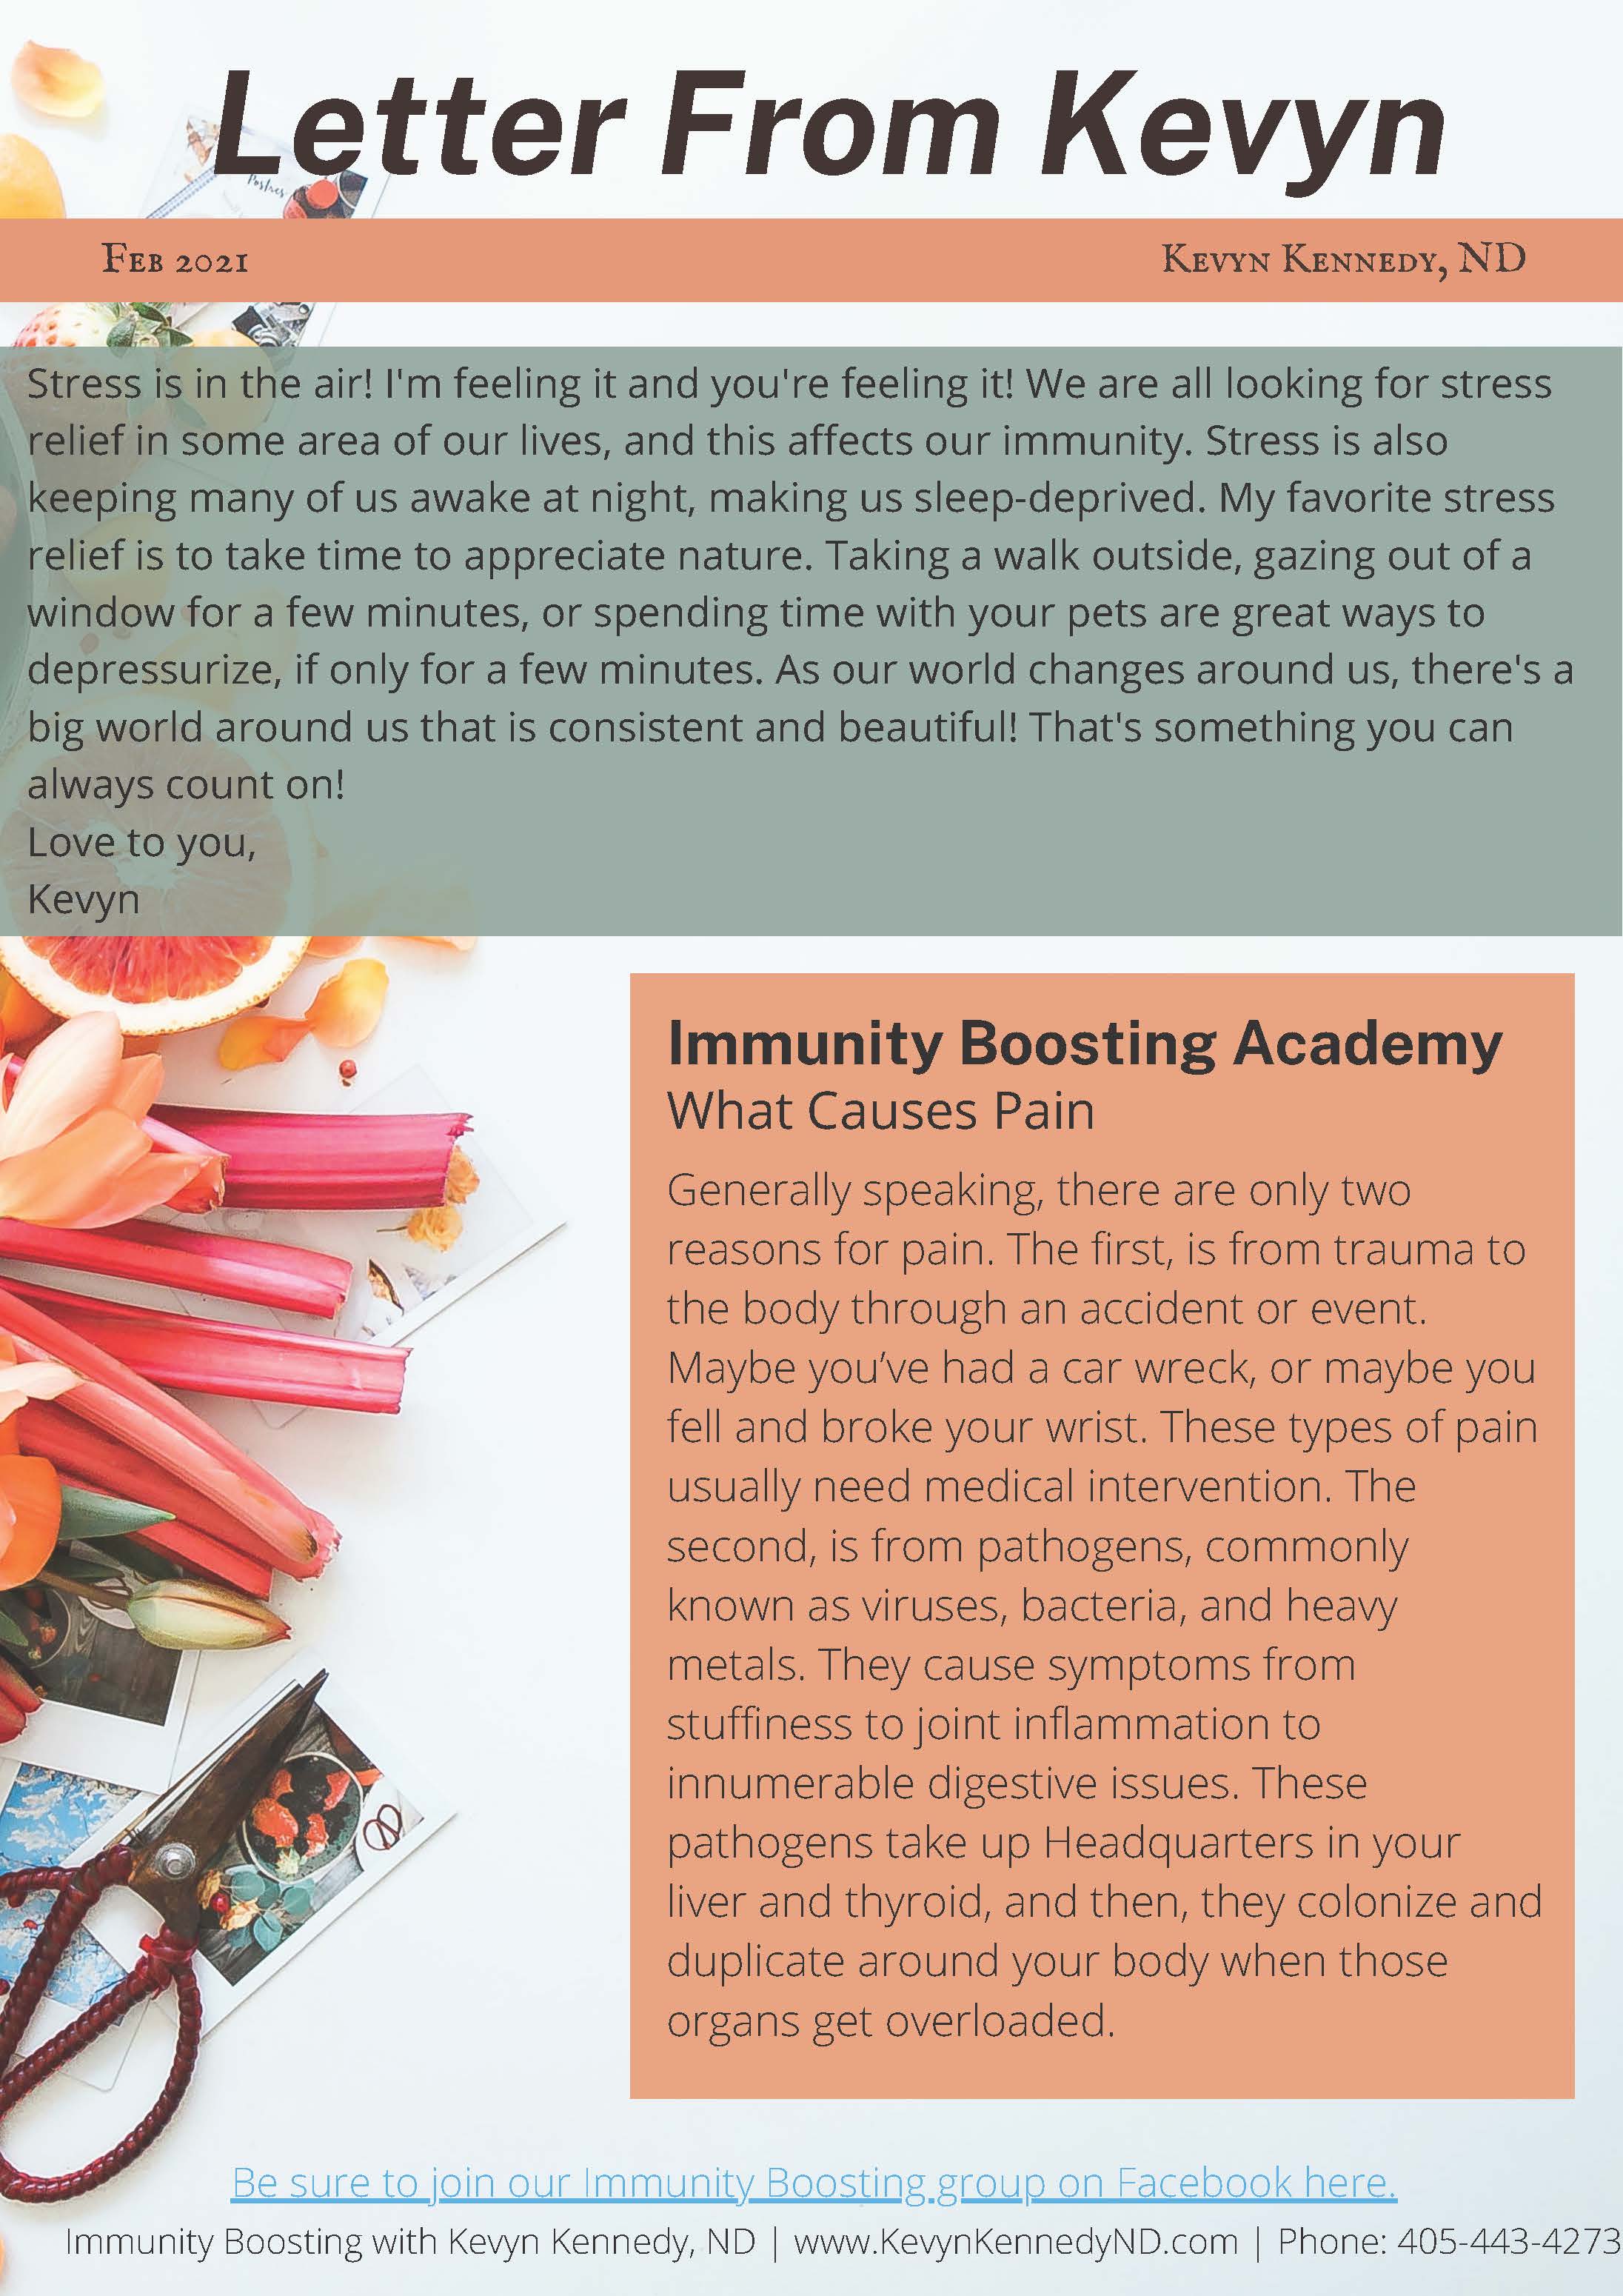 Letter From Kevyn
Feb 2021
Kevyn Kennedy, ND
Stress is in the air! I'm feeling it and you're feeling it! We are all looking for stress
relief in some area of our lives, and this affects our immunity. Stress is also
keeping many of us awake at night, making us sleep-deprived. My favorite stress
relief is to take time to appreciate nature. Taking a walk outside, gazing out of a
window for a few minutes, or spending time with your pets are great ways to
depressurize, if only for a few minutes. As our world changes around us, there's a
big world around us that is consistent and beautiful! That's something you can
always count on!
Love to you,
Kevyn
Immunity Boosting Academy
What Causes Pain
Generally speaking, there are only two
reasons for pain. The first, is from trauma to
the body through an accident or event.
Maybe you’ve had a car wreck, or maybe you
fell and broke your wrist. These types of pain
usually need medical intervention. The
second, is from pathogens, commonly
known as viruses, bacteria, and heavy
metals. They cause symptoms from
stuffiness to joint inflammation to
innumerable digestive issues. These
pathogens take up Headquarters in your
liver and thyroid, and then, they colonize and
duplicate around your body when those
organs get overloaded.
Be sure to join our Immunity Boosting group on Facebook here.
Immunity Boosting with Kevyn Kennedy, ND | www.KevynKennedyND.com | Phone: 405-443-4273